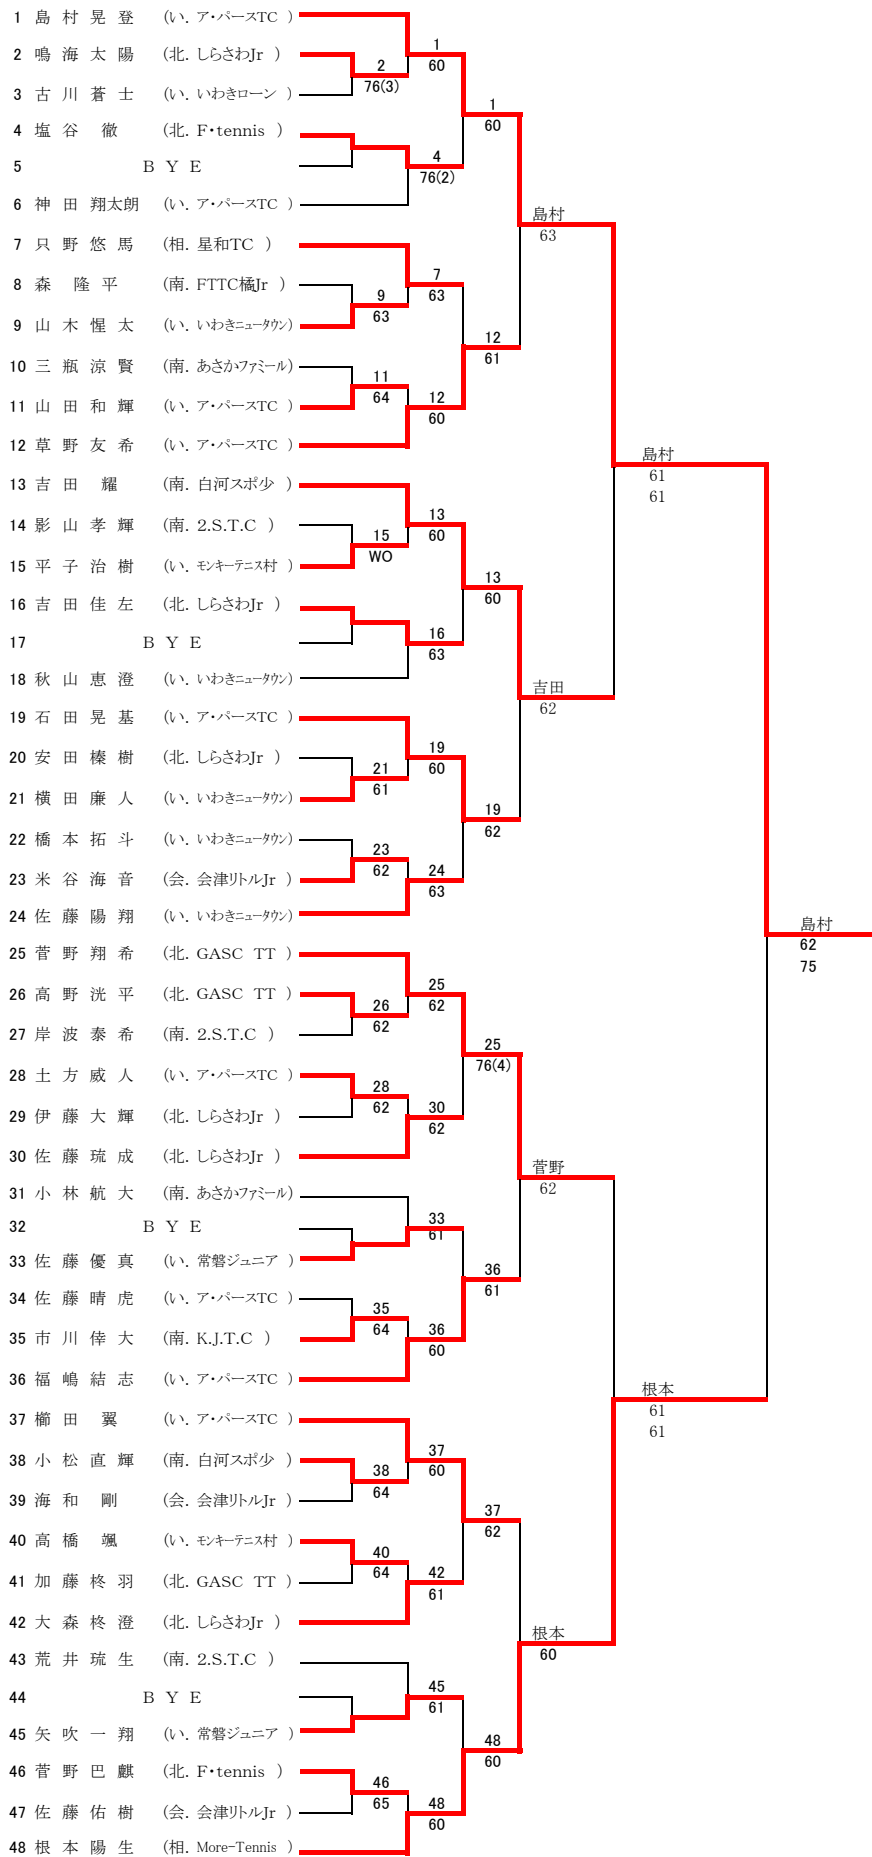 1 島村晃登 (い. ア・パースTC )
2 鳴海太陽 (北. しらさわJr )
3 古川蒼士 (い. いわきローン )
4 塩谷 徹 (北. F・tennis )
5 BYE
6 神田翔太朗 (い. ア・パースTC )
7 只野悠馬 (相. 星和TC )
8 森 隆平 (南. FTTC橘Jr )
9 山木惺太 (い. いわきニュータウン)
10 三瓶涼賢 (南. あさかファミール)
11 山田和輝 (い. ア・パースTC )
12 草野友希 (い. ア・パースTC )
13 吉田 耀 (南. 白河スポ少 )
14 影山孝輝 (南. 2.S.T.C )
15 平子治樹 (い. モンキーテニス村 )
16 吉田佳左 (北. しらさわJr )
17 BYE
18 秋山恵澄 (い. いわきニュータウン)
19 石田晃基 (い. ア・パースTC )
20 安田榛樹 (北. しらさわJr )
21 横田廉人 (い. いわきニュータウン)
22 橋本拓斗 (い. いわきニュータウン)
23 米谷海音 (会. 会津リトルJr )
24 佐藤陽翔 (い. いわきニュータウン)
25 菅野翔希 (北. GASC TT )
26 高野洸平 (北. GASC TT )
27 岸波泰希 (南. 2.S.T.C )
28 土方威人 (い. ア・パースTC )
29 伊藤大輝 (北. しらさわJr )
30 佐藤琉成 (北. しらさわJr )
31 小林航大 (南. あさかファミール)
32 BYE
33 佐藤優真 (い. 常磐ジュニア )
34 佐藤晴虎 (い. ア・パースTC )
35 市川倖大 (南. K.J.T.C )
36 福嶋結志 (い. ア・パースTC )
37 櫛田 翼 (い. ア・パースTC )
38 小松直輝 (南. 白河スポ少 )
39 海和 剛 (会. 会津リトルJr )
40 高橋 颯 (い. モンキーテニス村 )
41 加藤柊羽 (北. GASC TT )
42 大森柊澄 (北. しらさわJr )
43 荒井琉生 (南. 2.S.T.C )
44 BYE
45 矢吹一翔 (い. 常磐ジュニア )
46 菅野巴麒 (北. F・tennis )
47 佐藤佑樹 (会. 会津リトルJr )
48 根本陽生 (相. More-Tennis )
2
76(3)
9
63
11
64
15
WO
21
61
23
62
26
62
28
62
35
64
38
64
40
64
46
65
1
60
4
76(2)
7
63
12
60
13
60
16
63
19
60
24
63
25
62
30
62
33
61
36
60
37
60
42
61
45
61
48
60
1
60
12
61
13
60
19
62
25
76(4)
36
61
37
62
48
60
島村
63
吉田
62
菅野
62
根本
60
島村
61
61
根本
61
61
島村
62
75